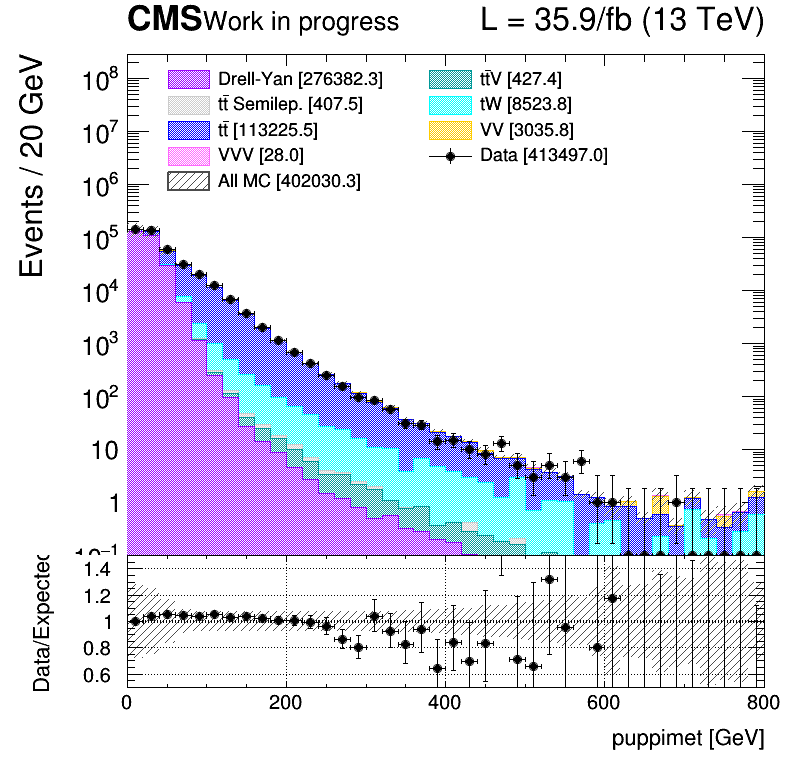 CMS Work in progress L = 35.9/fb (13 TeV)
Events / 20 GeV
Drell-Yan [276382.3]
tt̄ Semilep. [407.5]
tt̄ [113225.5]
VVV [28.0]
All MC [402030.3]
tt̄V [427.4]
tW [8523.8]
VV [3035.8]
Data [413497.0]
10⁸
10⁷
10⁶
10⁵
10⁴
10³
10²
10
1
10⁻¹
Data/Expected
1.4
1.2
1
0.8
0.6
0 200 400 600 800
puppimet [GeV]